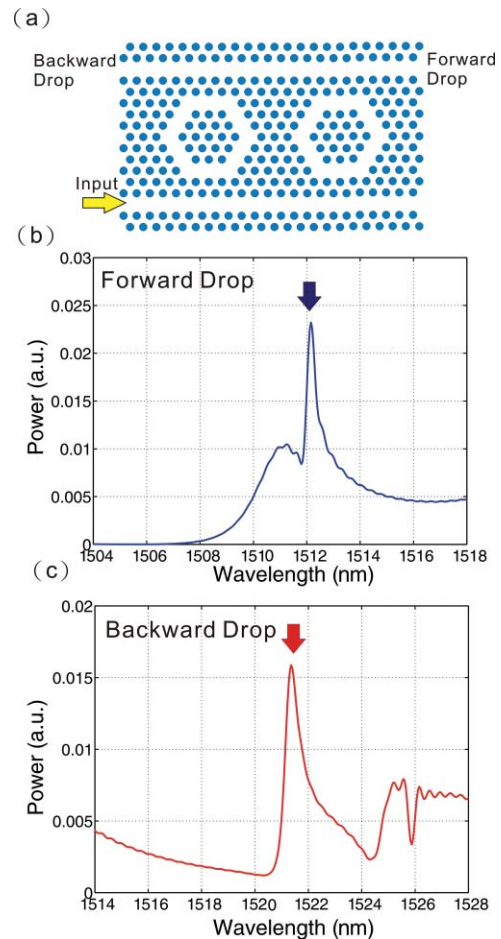 (a)
Backward
Drop
Forward
Drop
Input
(b)
0.03
0.025
0.02
0.015
0.01
0.005
0
Forward Drop
Power (a.u.)
1504 1506 1508 1510 1512 1514 1516 1518
Wavelength (nm)
(c)
0.02
0.015
0.01
0.005
0
Backward Drop
Power (a.u.)
1514 1516 1518 1520 1522 1524 1526 1528
Wavelength (nm)